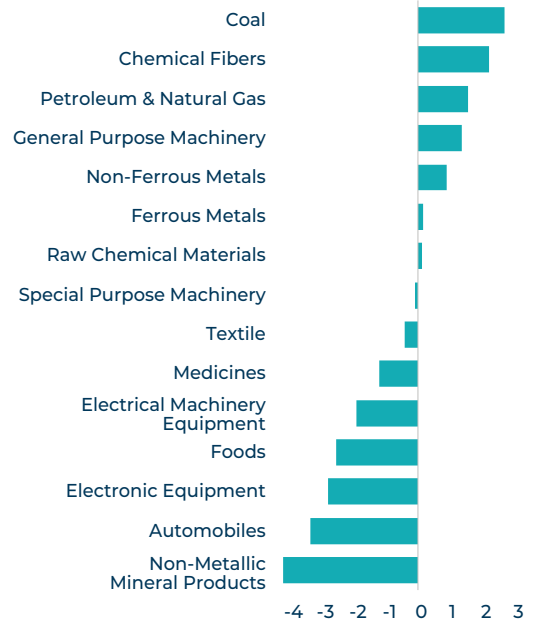 Coal
Chemical Fibers
Petroleum & Natural Gas
General Purpose Machinery
Non-Ferrous Metals
Ferrous Metals
Raw Chemical Materials
Special Purpose Machinery
Textile
Medicines
Electrical Machinery
Equipment
Foods
Electronic Equipment
Automobiles
Non-Metallic
Mineral Products
-4 -3 -2 -1 0 1 2 3